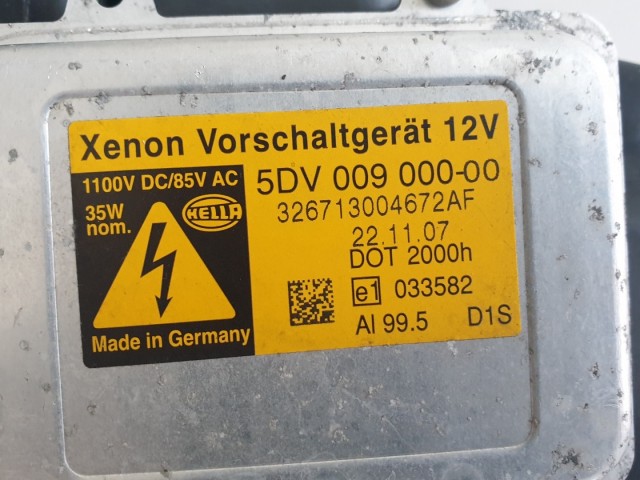 Xenon Vorschaltgerät 12V
1100V DC/85V AC
35W
nom.
HELLA
Made in Germany
5DV 009 000-00
326713004672AF
22.11.07
DOT 2000h
e1 033582
Al 99.5 D1S